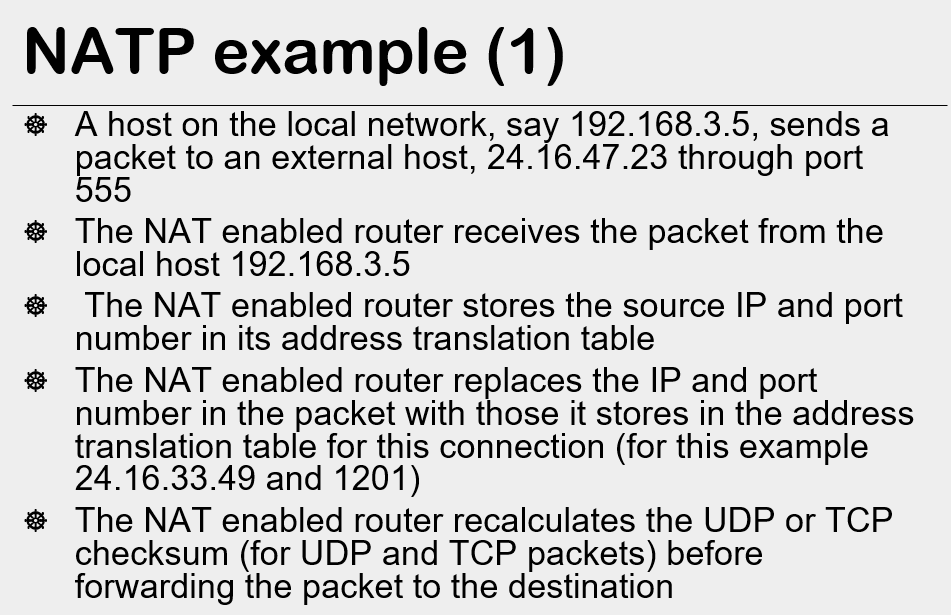 NATP example (1)
A host on the local network, say 192.168.3.5, sends a
packet to an external host, 24.16.47.23 through port
555
The NAT enabled router receives the packet from the
local host 192.168.3.5
The NAT enabled router stores the source IP and port
number in its address translation table
The NAT enabled router replaces the IP and port
number in the packet with those it stores in the address
translation table for this connection (for this example
24.16.33.49 and 1201)
The NAT enabled router recalculates the UDP or TCP
checksum (for UDP and TCP packets) before
forwarding the packet to the destination